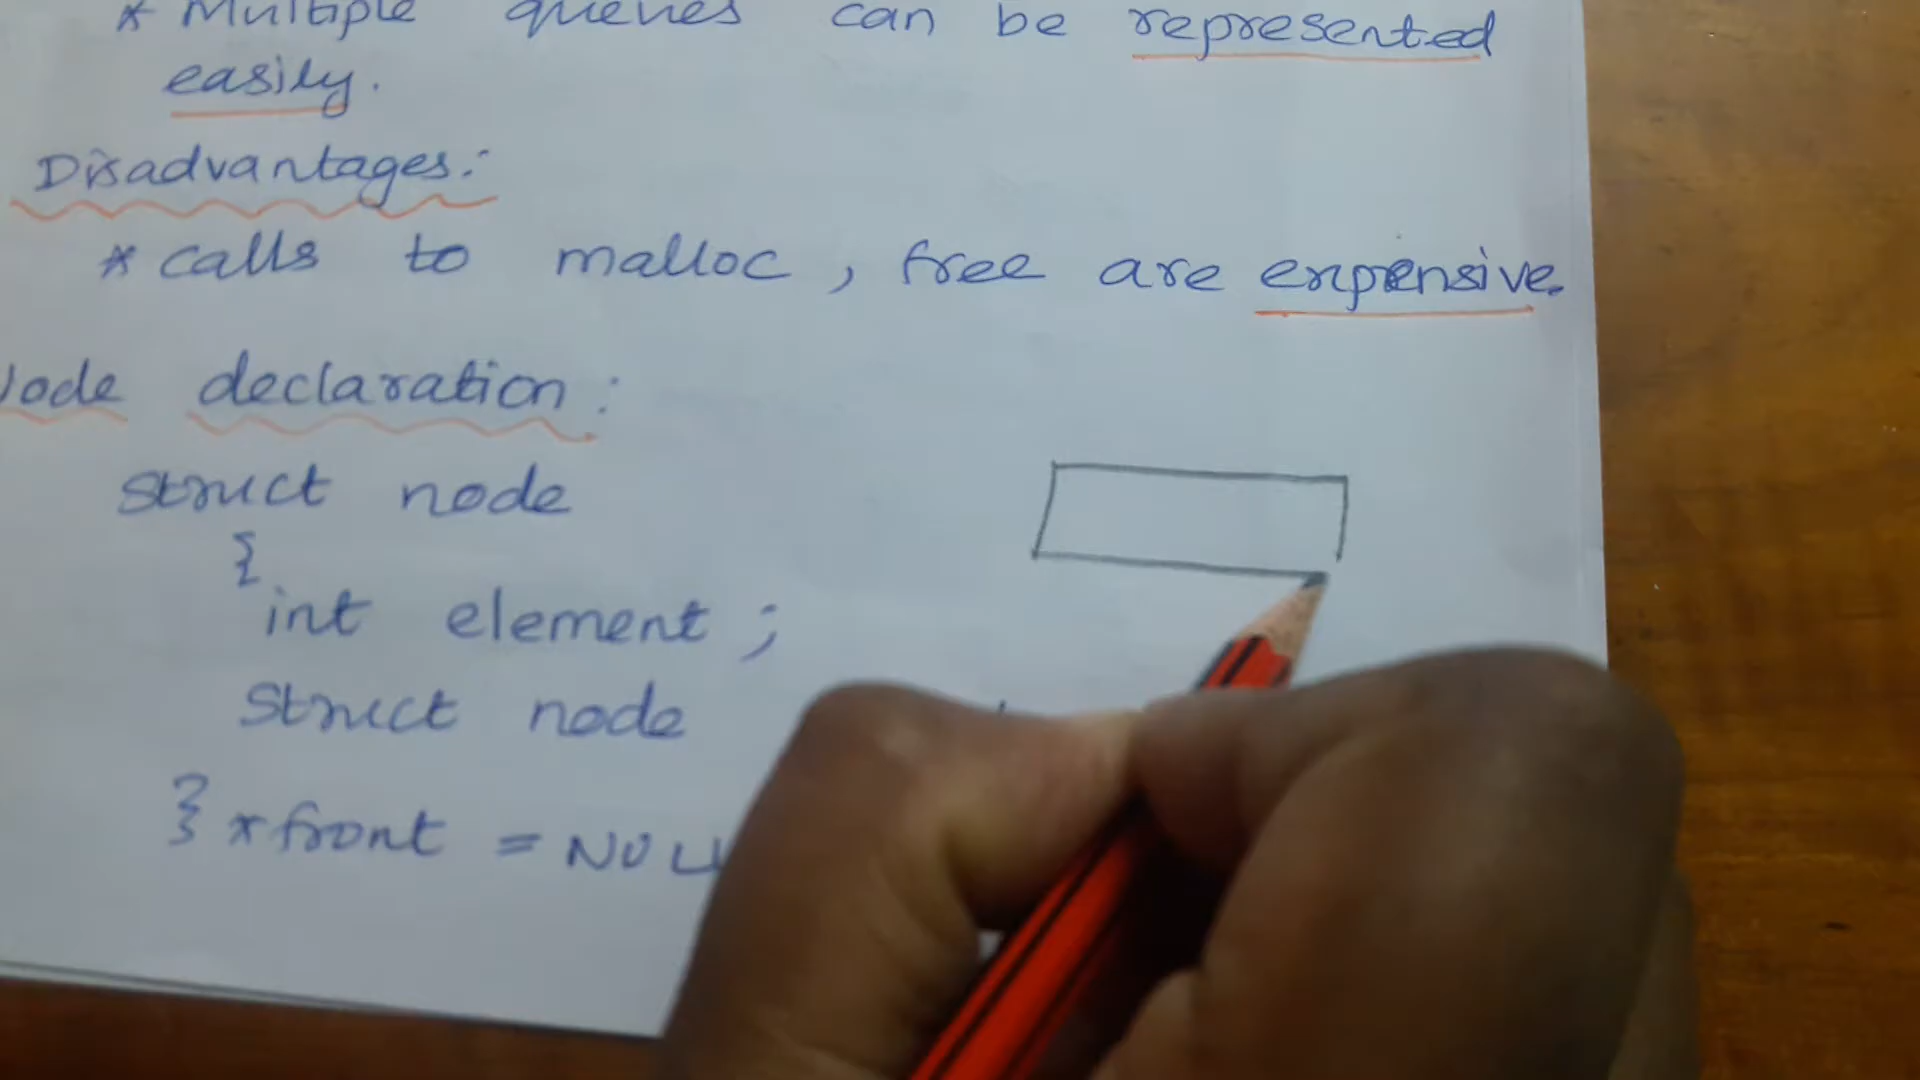 * Multiple queues can be represented
easily.
Disadvantages:
* calls to malloc, free are expensive.
Node declaration:
struct node
{
int element;
struct node
} *front = NULL